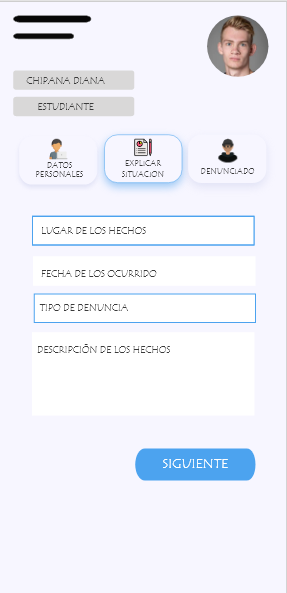 CHIPANA DIANA
ESTUDIANTE
DATOS
PERSONALES
EXPLICAR
SITUACION
DENUNCIADO
LUGAR DE LOS HECHOS
FECHA DE LOS OCURRIDO
TIPO DE DENUNCIA
DESCRIPCIÕN DE LOS HECHOS
SIGUIENTE